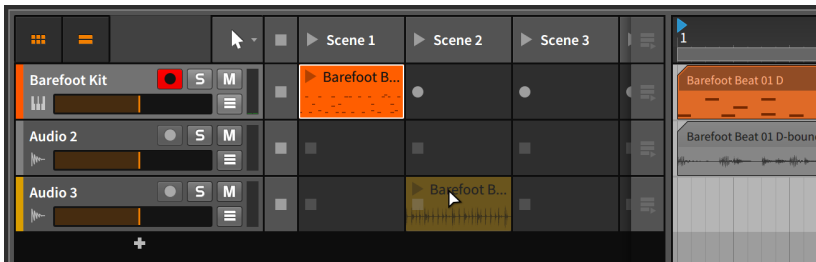 Scene 1
Scene 2
Scene 3
1
Barefoot Kit
S
M
Barefoot B...
Barefoot Beat 01 D
Audio 2
S
M
Barefoot Beat 01 D-boun
Audio 3
S
M
Barefoot B...